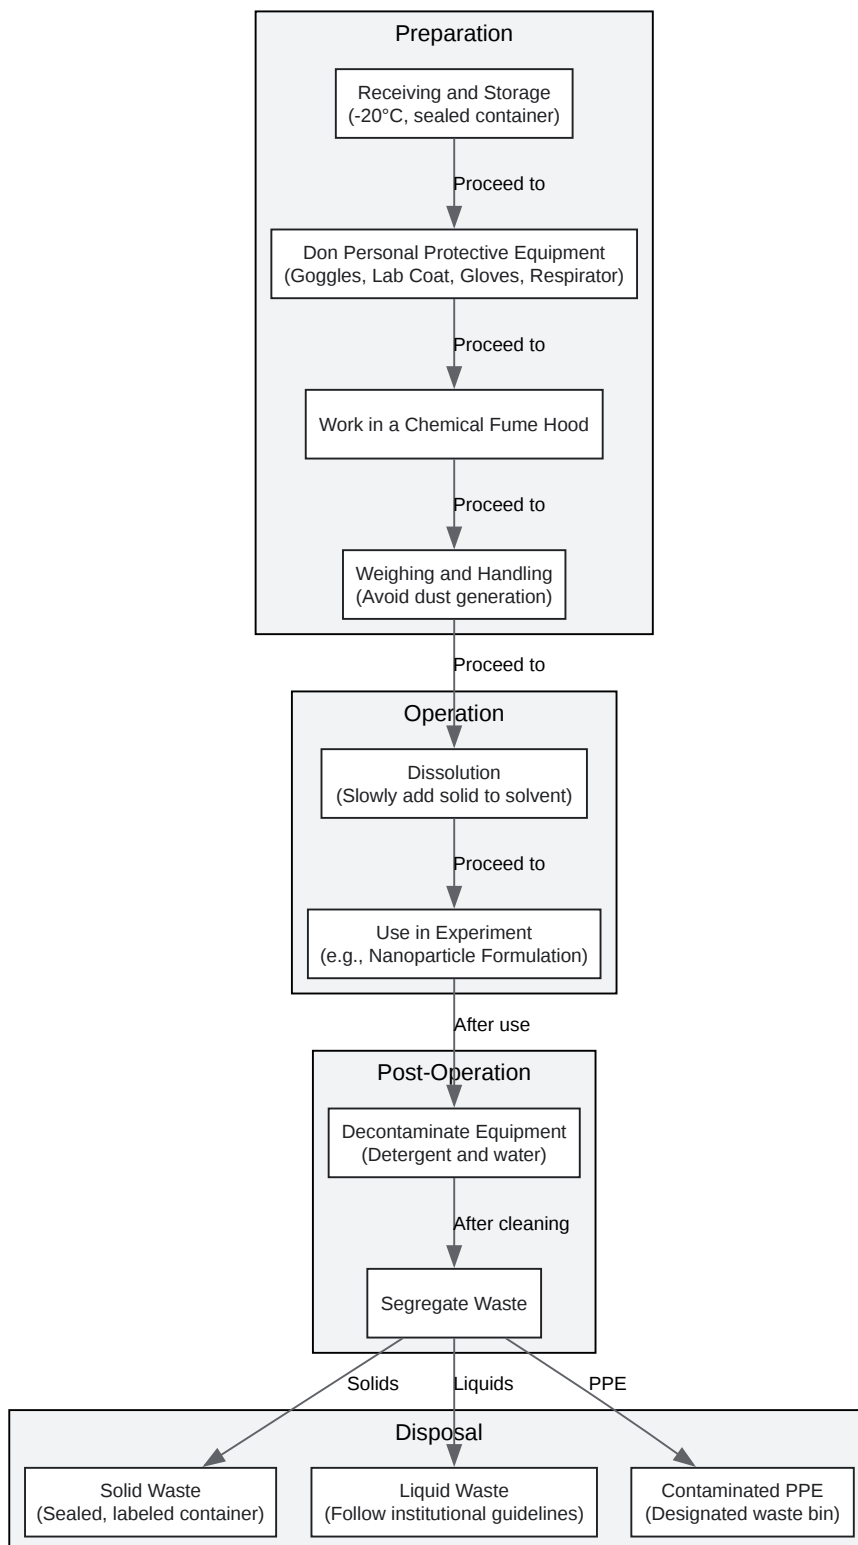 Preparation
Receiving and Storage
(-20°C, sealed container)
Proceed to
Don Personal Protective Equipment
(Goggles, Lab Coat, Gloves, Respirator)
Proceed to
Work in a Chemical Fume Hood
Proceed to
Weighing and Handling
(Avoid dust generation)
Proceed to
Operation
Dissolution
(Slowly add solid to solvent)
Proceed to
Use in Experiment
(e.g., Nanoparticle Formulation)
After use
Post-Operation
Decontaminate Equipment
(Detergent and water)
After cleaning
Segregate Waste
Solids
Liquids
PPE
Disposal
Solid Waste
(Sealed, labeled container)
Liquid Waste
(Follow institutional guidelines)
Contaminated PPE
(Designated waste bin)